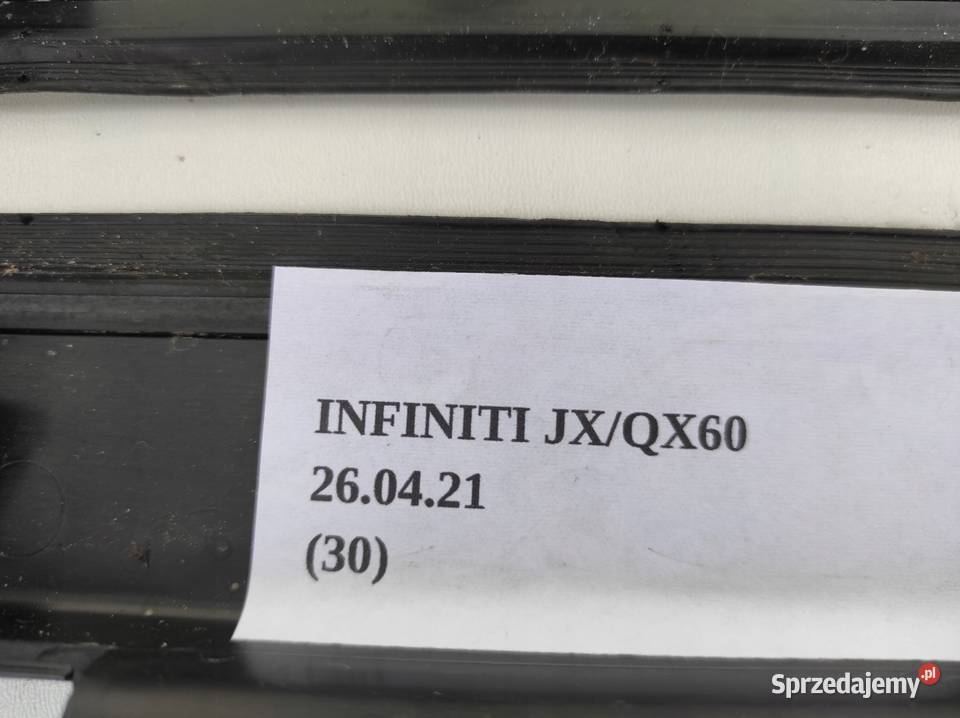 INFINITI JX/QX60
26.04.21
(30)
Sprzedajemy.pl